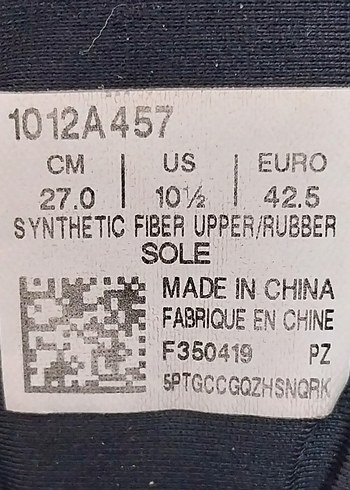 1012A457
CM | US | EURO
27.0 | 10½ | 42.5
SYNTHETIC FIBER UPPER/RUBBER
SOLE
MADE IN CHINA
FABRIQUE EN CHINE
F350419 PZ
5PTGCCGQZHSNQRK